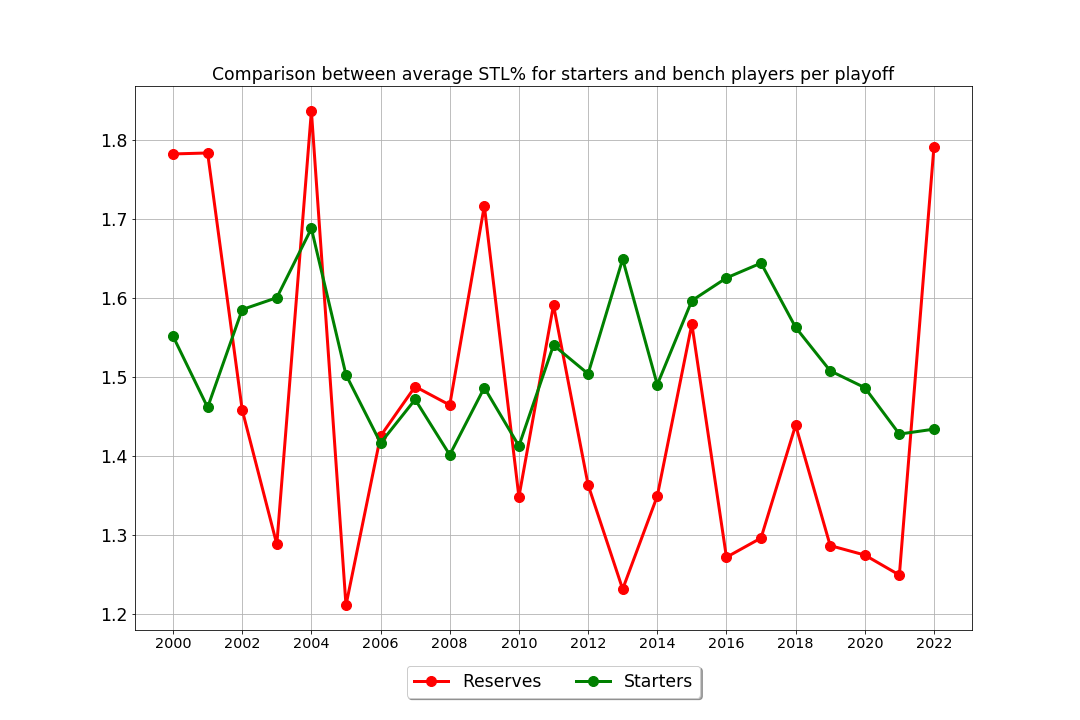 Comparison between average STL% for starters and bench players per playoff
1.8
1.7
1.6
1.5
1.4
1.3
1.2
2000 2002 2004 2006 2008 2010 2012 2014 2016 2018 2020 2022
Reserves Starters